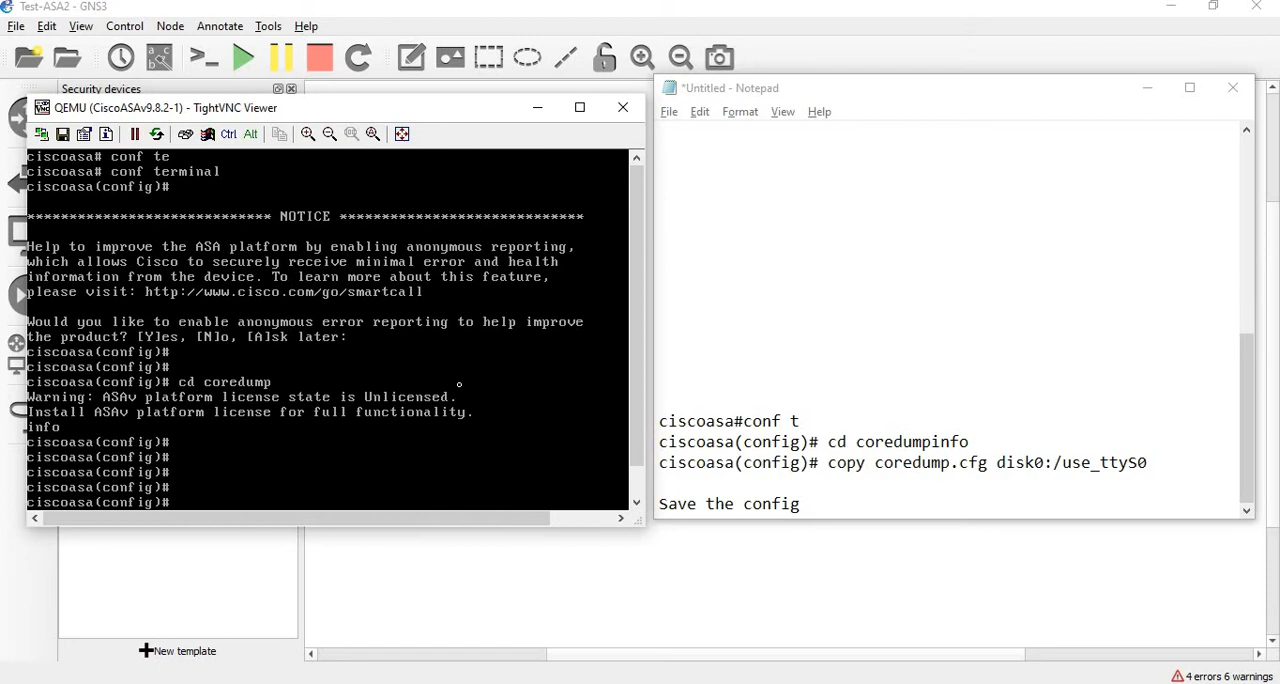 Test-ASA2 - GNS3
File Edit View Control Node Annotate Tools Help
Security devices
QEMU (CiscoASAv9.8.2-1) - TightVNC Viewer
Ctrl Alt
ciscoasa# conf te
ciscoasa# conf terminal
ciscoasa(config)#
***************************** NOTICE *****************************
Help to improve the ASA platform by enabling anonymous reporting,
which allows Cisco to securely receive minimal error and health
information from the device. To learn more about this feature,
please visit: http://www.cisco.com/go/smartcall
Would you like to enable anonymous error reporting to help improve
the product? [Y]es, [N]o, [A]sk later:
ciscoasa(config)#
ciscoasa(config)#
ciscoasa(config)# cd coredump
Warning: ASAv platform license state is Unlicensed.
Install ASAv platform license for full functionality.
info
ciscoasa(config)#
ciscoasa(config)#
ciscoasa(config)#
ciscoasa(config)#
ciscoasa(config)#
*Untitled - Notepad
File Edit Format View Help
ciscoasa#conf t
ciscoasa(config)# cd coredumpinfo
ciscoasa(config)# copy coredump.cfg disk0:/use_ttyS0
Save the config
New template
4 errors 6 warnings